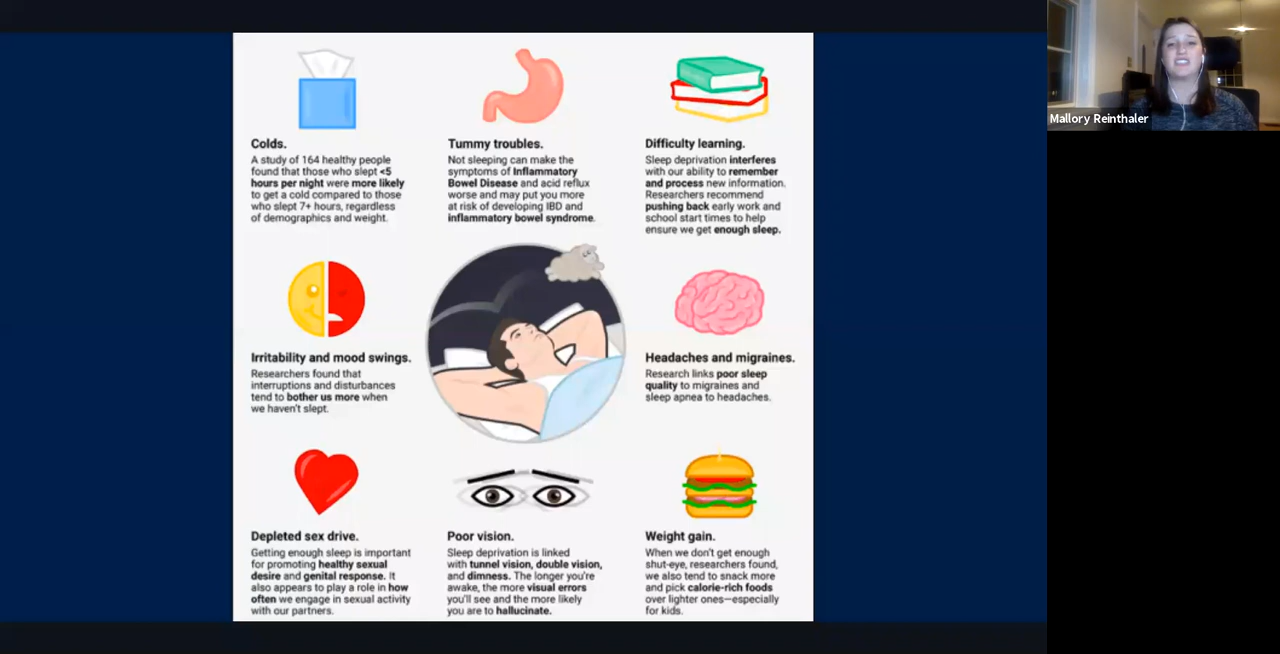 Colds.
A study of 164 healthy people
found that those who slept <5
hours per night were more likely
to get a cold compared to those
who slept 7+ hours, regardless
of demographics and weight.
Tummy troubles.
Not sleeping can make the
symptoms of Inflammatory
Bowel Disease and acid reflux
worse and may put you more
at risk of developing IBD and
inflammatory bowel syndrome.
Difficulty learning.
Sleep deprivation interferes
with our ability to remember
and process new information.
Researchers recommend
pushing back early work and
school start times to help
ensure we get enough sleep.
Irritability and mood swings.
Researchers found that
interruptions and disturbances
tend to bother us more when
we haven't slept.
Headaches and migraines.
Research links poor sleep
quality to migraines and
sleep apnea to headaches.
Depleted sex drive.
Getting enough sleep is important
for promoting healthy sexual
desire and genital response. It
also appears to play a role in how
often we engage in sexual activity
with our partners.
Poor vision.
Sleep deprivation is linked
with tunnel vision, double vision,
and dimness. The longer you're
awake, the more visual errors
you'll see and the more likely
you are to hallucinate.
Weight gain.
When we don't get enough
shut-eye, researchers found,
we also tend to snack more
and pick calorie-rich foods
over lighter ones—especially
for kids.
Mallory Reinthaler